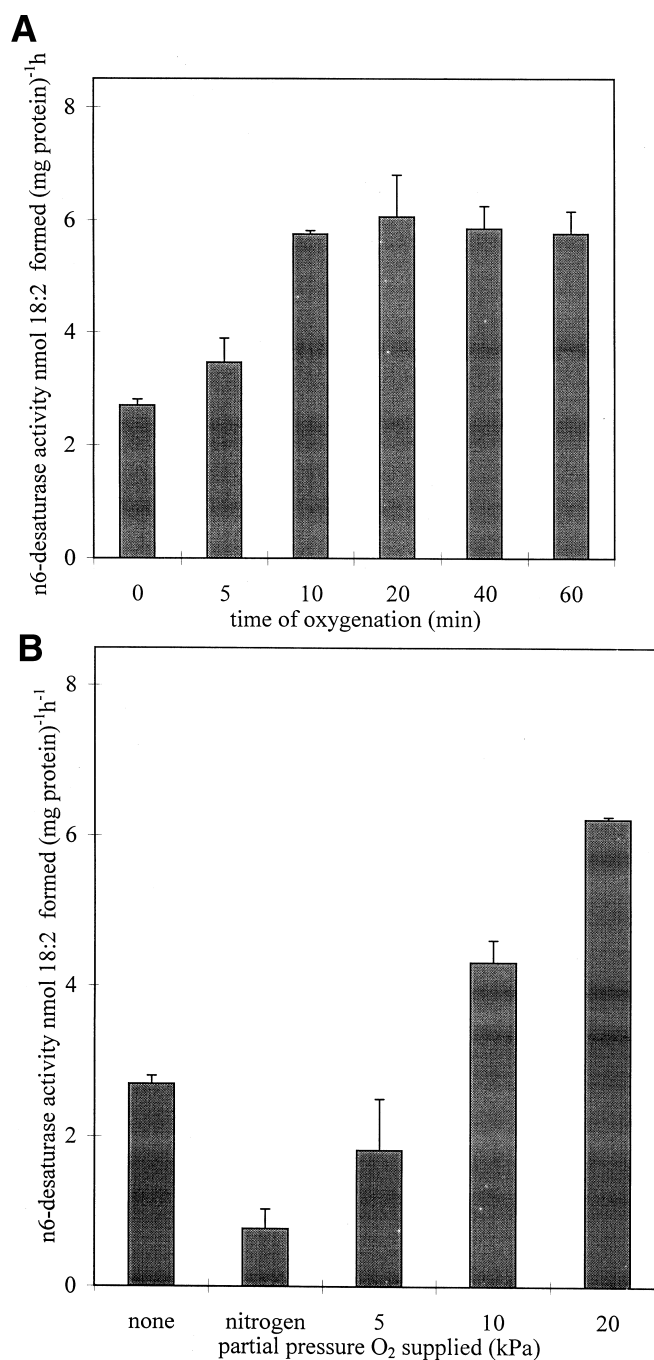 A
n6-desaturase activity nmol 18:2 formed (mg protein)⁻¹h
8
6
4
2
0
0 5 10 20 40 60
time of oxygenation (min)
B
n6-desaturase activity nmol 18:2 formed (mg protein)⁻¹h⁻¹
8
6
4
2
0
none nitrogen 5 10 20
partial pressure O₂ supplied (kPa)